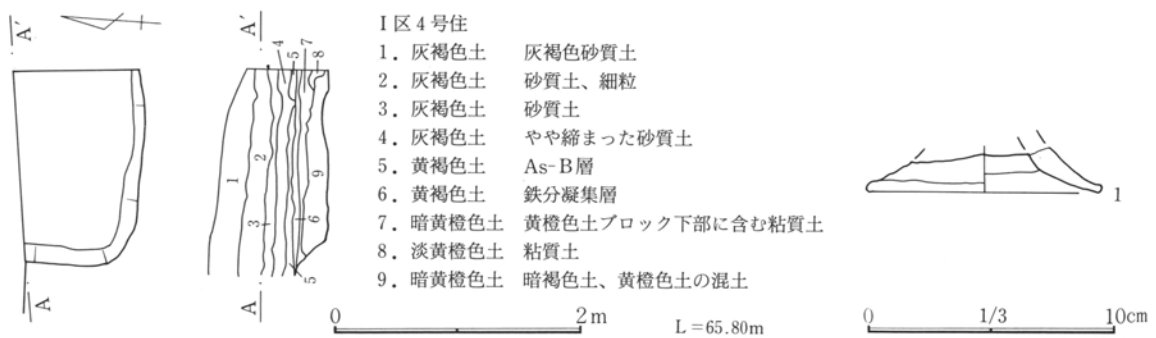 A′
A
A′
A
1
2
3
4
5
7
8
9
6
5
I区4号住
1．灰褐色土　灰褐色砂質土
2．灰褐色土　砂質土、細粒
3．灰褐色土　砂質土
4．灰褐色土　やや締まった砂質土
5．黄褐色土　As-B層
6．黄褐色土　鉄分凝集層
7．暗黄橙色土　黄橙色土ブロック下部に含む粘質土
8．淡黄橙色土　粘質土
9．暗黄橙色土　暗褐色土、黄橙色土の混土
0 2m
L=65.80m
1
0 1/3 10cm